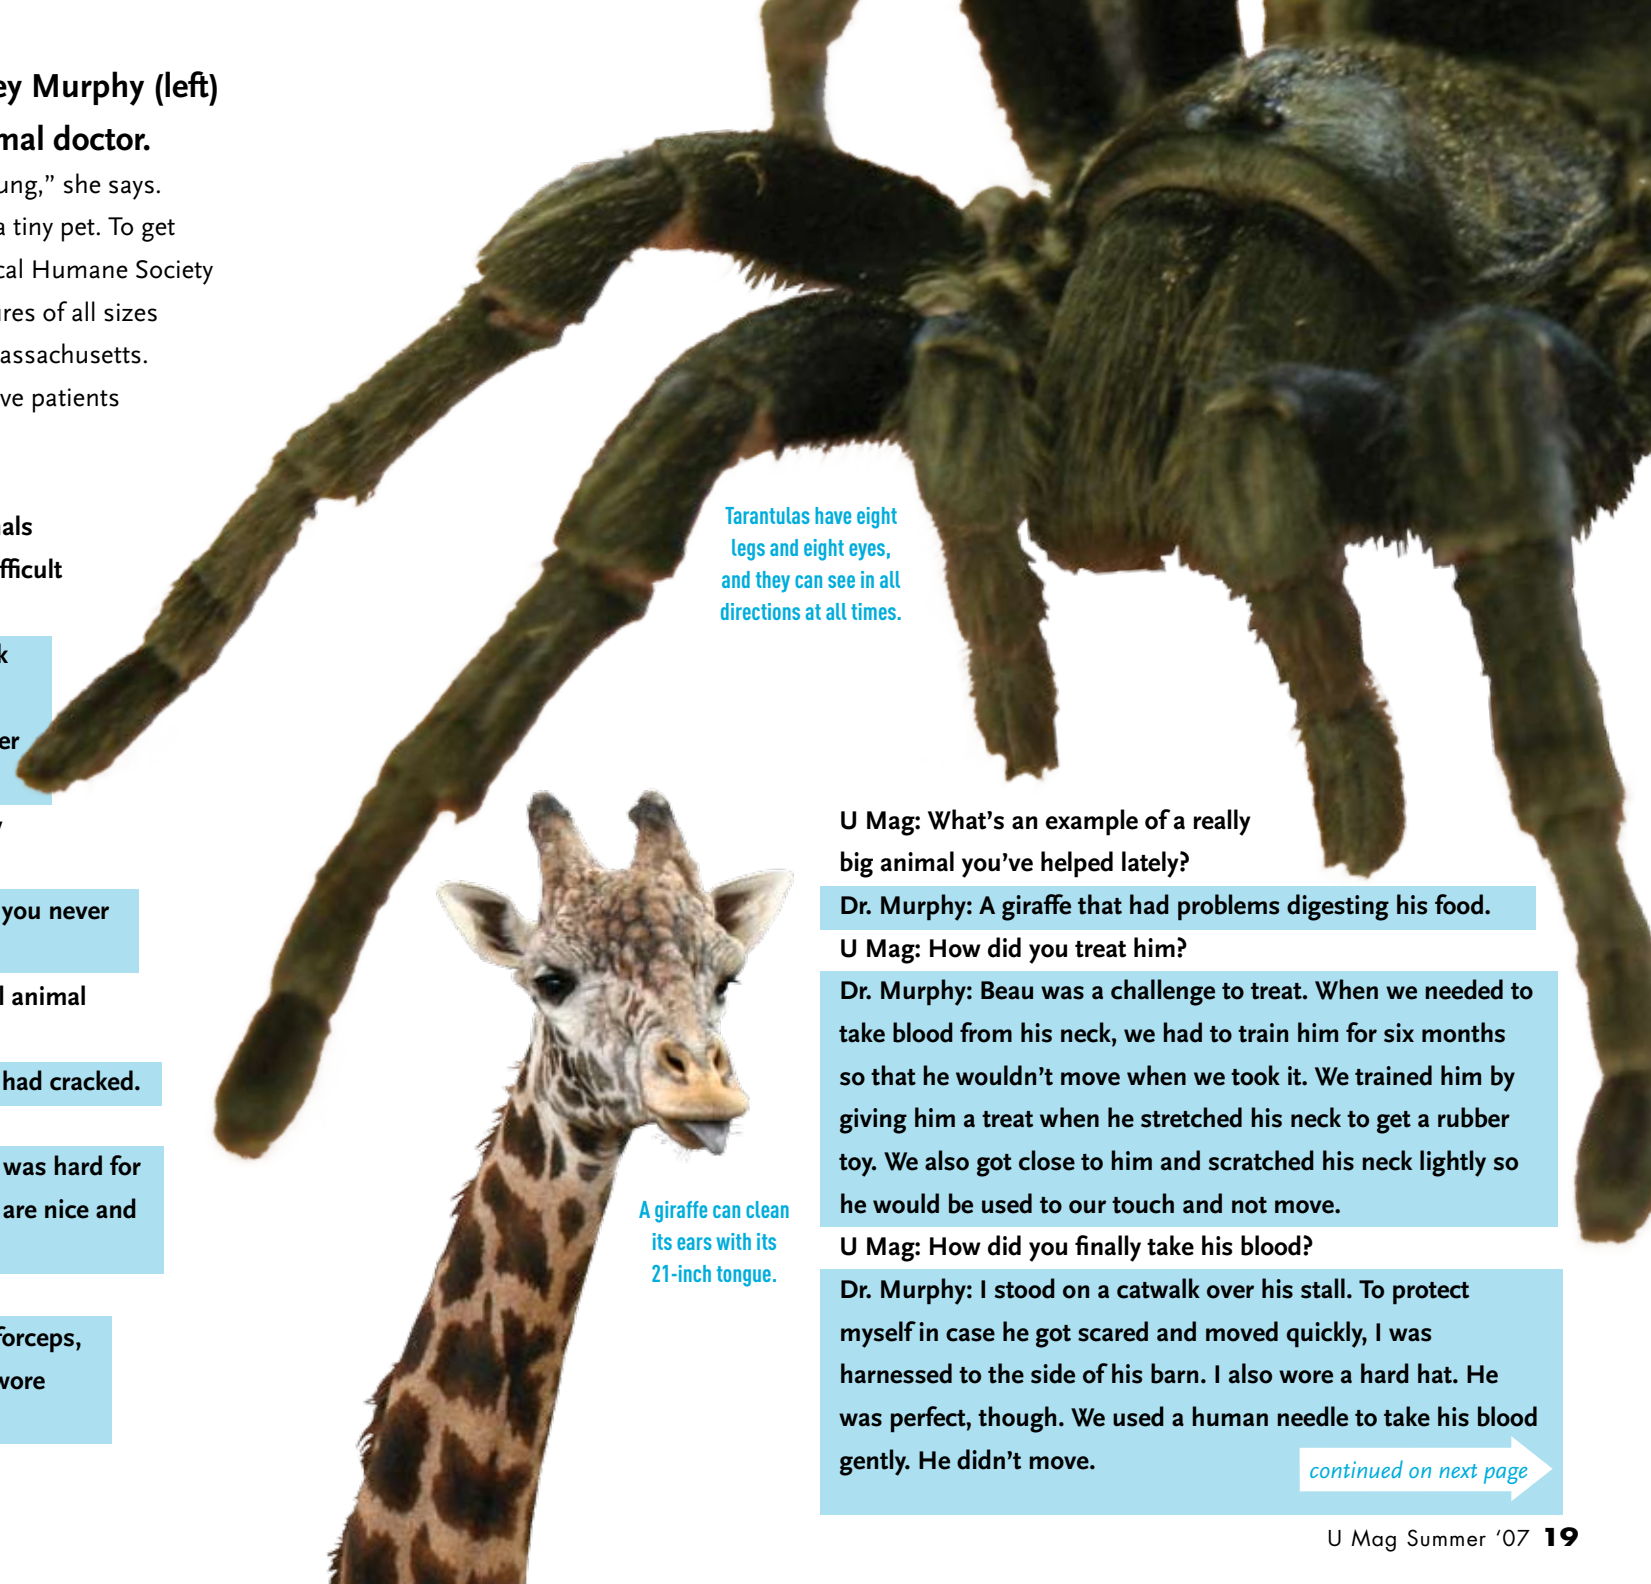 ey Murphy (left)
mal doctor.
ung,” she says.
a tiny pet. To get
cal Humane Society
res of all sizes
assachusetts.
ve patients
als
fficult
k
er
y
you never
l animal
had cracked.
was hard for
are nice and
forceps,
wore
Tarantulas have eight
legs and eight eyes,
and they can see in all
directions at all times.
A giraffe can clean
its ears with its
21-inch tongue.
U Mag: What’s an example of a really
big animal you’ve helped lately?
Dr. Murphy: A giraffe that had problems digesting his food.
U Mag: How did you treat him?
Dr. Murphy: Beau was a challenge to treat. When we needed to
take blood from his neck, we had to train him for six months
so that he wouldn’t move when we took it. We trained him by
giving him a treat when he stretched his neck to get a rubber
toy. We also got close to him and scratched his neck lightly so
he would be used to our touch and not move.
U Mag: How did you finally take his blood?
Dr. Murphy: I stood on a catwalk over his stall. To protect
myself in case he got scared and moved quickly, I was
harnessed to the side of his barn. I also wore a hard hat. He
was perfect, though. We used a human needle to take his blood
gently. He didn’t move.
continued on next page
U Mag Summer ‘07 19